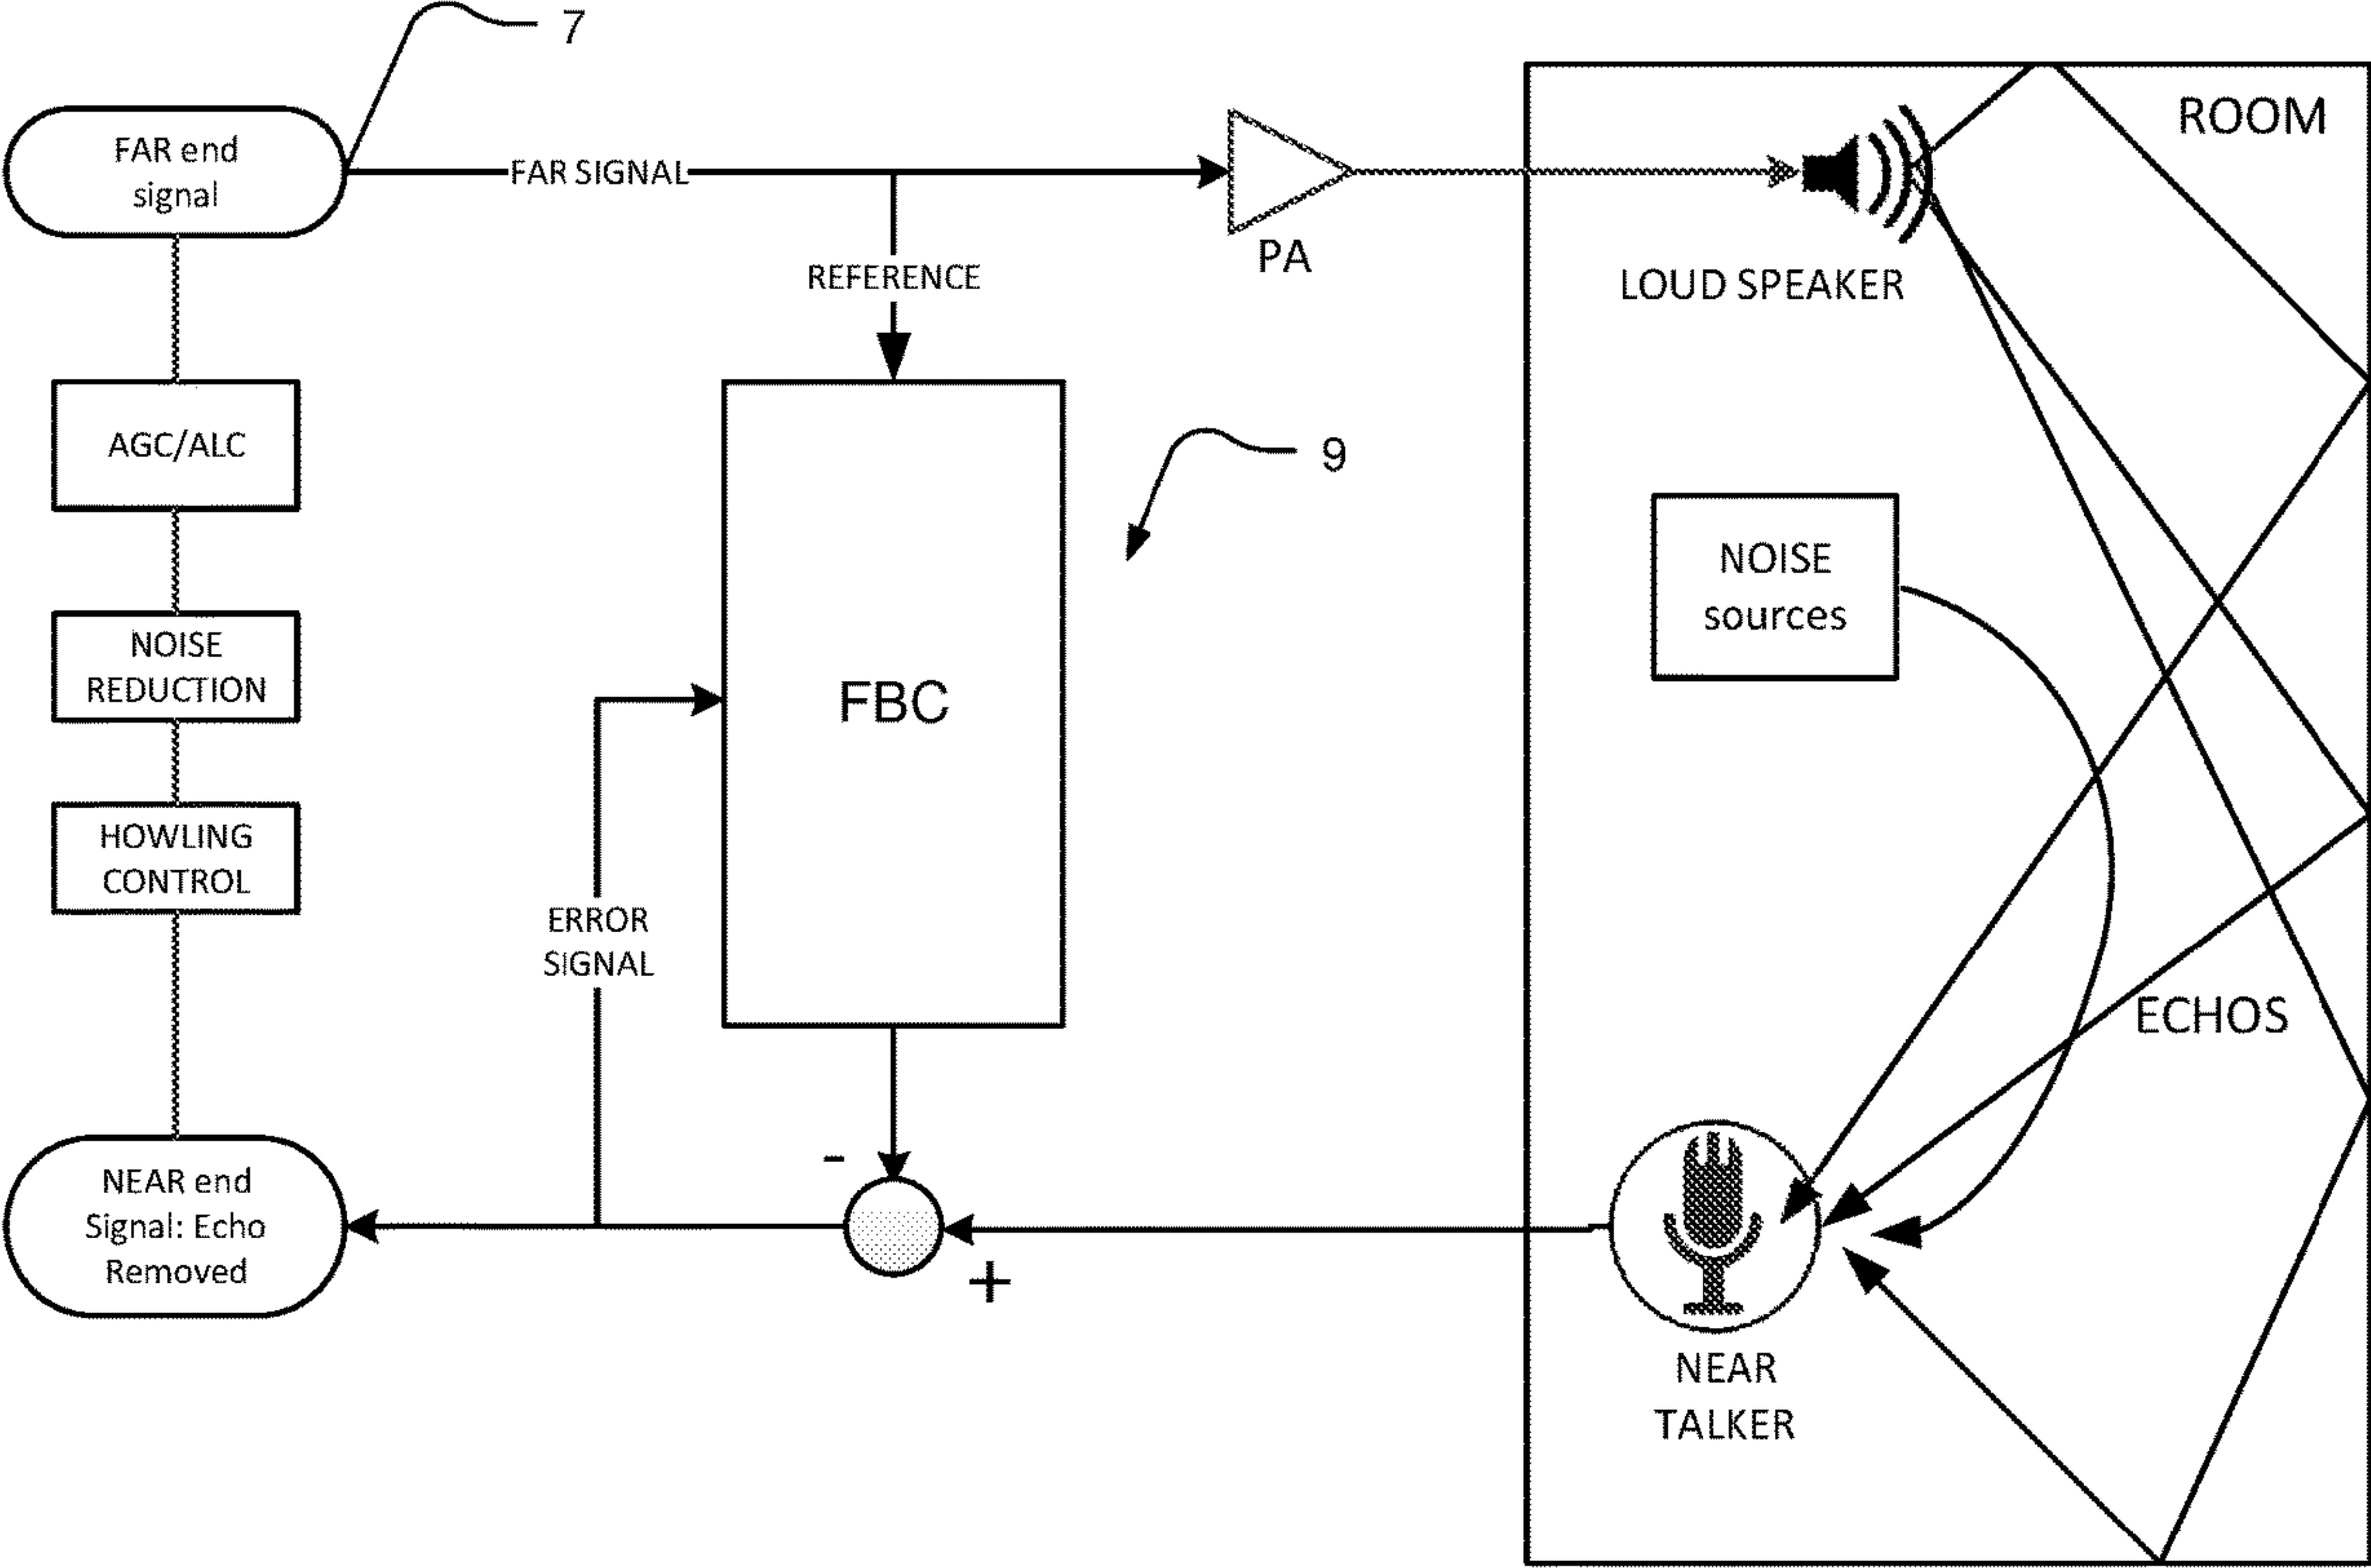 7
ROOM
FAR end
signal
FAR SIGNAL
PA
REFERENCE
LOUD SPEAKER
AGC/ALC
9
NOISE
sources
NOISE
REDUCTION
FBC
HOWLING
CONTROL
ERROR
SIGNAL
ECHOS
-
NEAR end
Signal: Echo
Removed
+
NEAR
TALKER